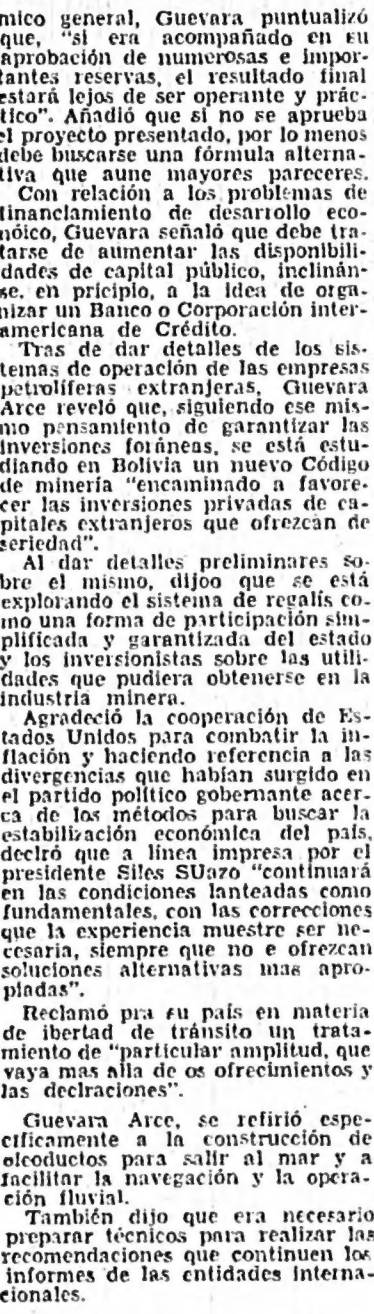 mico general, Guevara puntualizó
que, "si era acompañado en su
aprobación de numerosas e impor-
tantes reservas, el resultado final
estará lejos de ser operante y prác-
tico". Añadió que si no se aprueba
el proyecto presentado, por lo menos
debe buscarse una fórmula alterna-
tiva que aune mayores pareceres.
Con relación a los problemas de
financiamiento de desarollo eco-
nóico, Guevara señaló que debe tra-
tarse de aumentar las disponibili-
dades de capital público, inclinán-
se, en pricipio, a la idea de orga-
nizar un Banco o Corporación inter-
americana de Crédito.
Tras de dar detalles de los sis-
temas de operación de las empresas
petrolíferas extranjeras, Guevara
Arce reveló que, siguiendo ese mis-
mo pensamiento de garantizar las
inversiones foráneas, se está estu-
diando en Bolivia un nuevo Código
de minería "encaminado a favore-
cer las inversiones privadas de ca-
pitales extranjeros que ofrezcan de
seriedad".
Al dar detalles preliminares so-
bre el mismo, dijoo que se está
explorando el sistema de regalís co-
mo una forma de participación sim-
plificada y garantizada del estado
y los inversionistas sobre las utili-
dades que pudiera obtenerse en la
industria minera.
Agradeció la cooperación de Es-
tados Unidos para combatir la in-
flación y haciendo referencia a las
divergencias que habían surgido en
el partido político gobernante acer-
ca de los métodos para buscar la
estabilización económica del país,
declró que a línea impresa por el
presidente Siles SUazo "continuará
en las condiciones lanteadas como
fundamentales, con las correcciones
que la experiencia muestre ser ne-
cesaria, siempre que no e ofrezcan
soluciones alternativas mas apro-
piadas".
Reclamó pra su país en materia
de ibertad de tránsito un trata-
miento de "particular amplitud, que
vaya mas alla de os ofrecimientos y
las declraciones".
Guevara Arce, se refirió espe-
cíficamente a la construcción de
oleoductos para salir al mar y a
facilitar la navegación y la opera-
ción fluvial.
También dijo que era necesario
preparar técnicos para realizar las
recomendaciones que continuen los
informes de las entidades interna-
cionales.